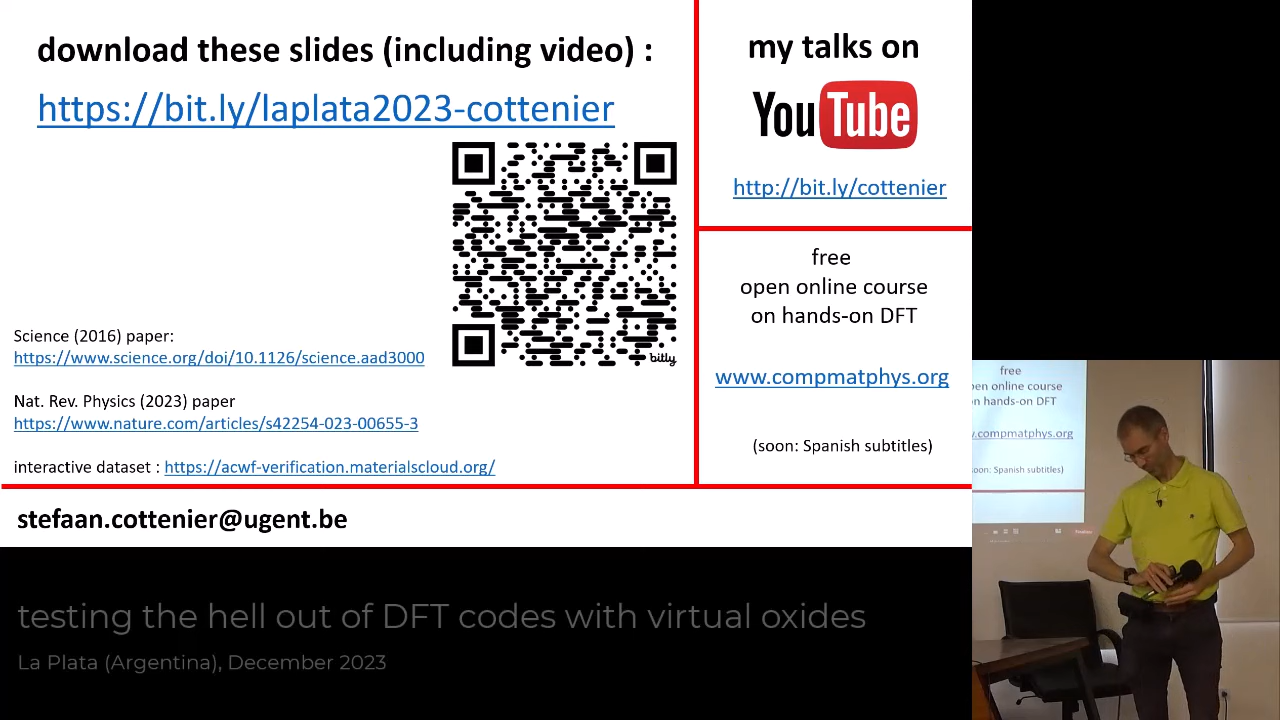 download these slides (including video) :
https://bit.ly/laplata2023-cottenier
bitly
Science (2016) paper:
https://www.science.org/doi/10.1126/science.aad3000
Nat. Rev. Physics (2023) paper
https://www.nature.com/articles/s42254-023-00655-3
interactive dataset : https://acwf-verification.materialscloud.org/
my talks on
YouTube
http://bit.ly/cottenier
free
open online course
on hands-on DFT
www.compmatphys.org
(soon: Spanish subtitles)
stefaan.cottenier@ugent.be
testing the hell out of DFT codes with virtual oxides
La Plata (Argentina), December 2023
free
pen online course
n hands-on DFT
.compmatphys.org
soon: Spanish subtitles)